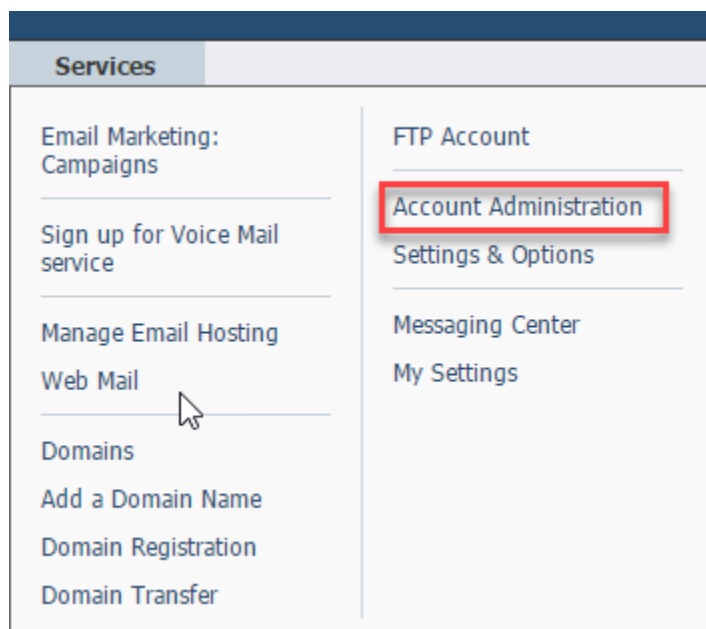 Services
Email Marketing:
Campaigns
Sign up for Voice Mail
service
Manage Email Hosting
Web Mail
Domains
Add a Domain Name
Domain Registration
Domain Transfer
FTP Account
Account Administration
Settings & Options
Messaging Center
My Settings